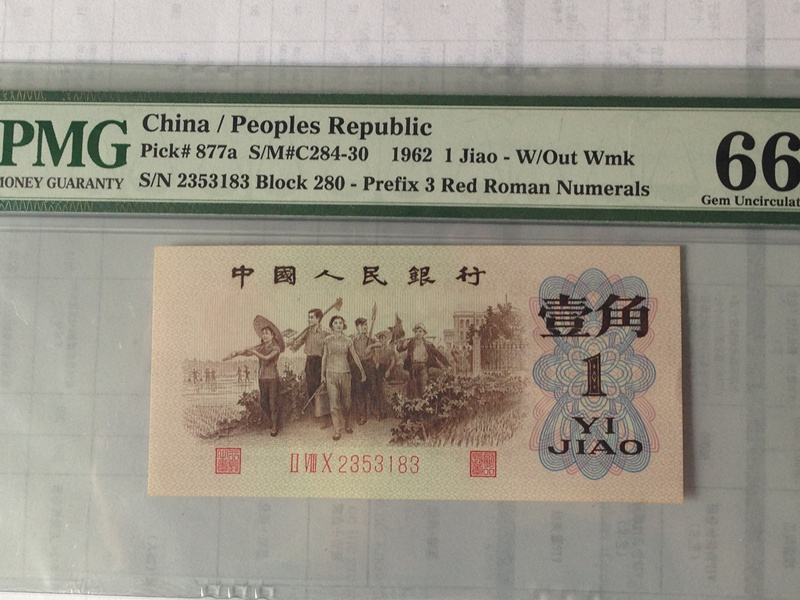 PMG
MONEY GUARANTY
China / Peoples Republic
Pick# 877a S/M#C284-30 1962 1 Jiao - W/Out Wmk
S/N 2353183 Block 280 - Prefix 3 Red Roman Numerals
66
Gem Uncirculat
中國人民銀行
壹角
1
YI
JIAO
II VIII X 2353183